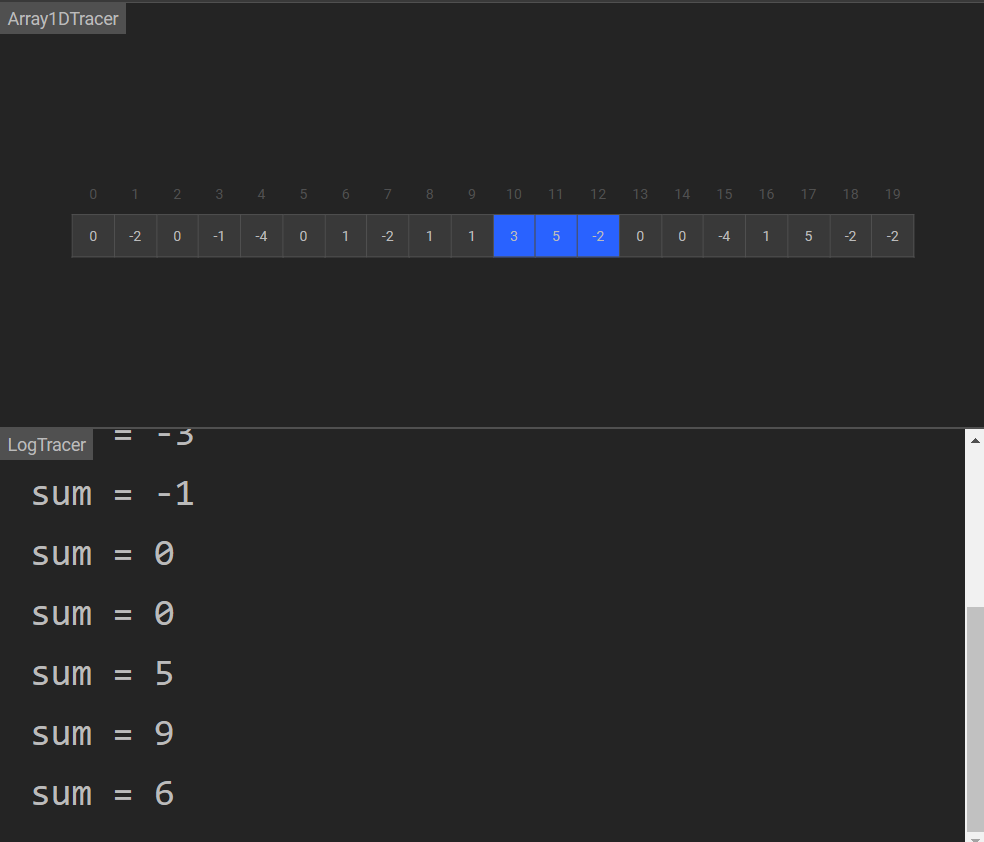 Array1DTracer
0 1 2 3 4 5 6 7 8 9 10 11 12 13 14 15 16 17 18 19
0 -2 0 -1 -4 0 1 -2 1 1 3 5 -2 0 0 -4 1 5 -2 -2
LogTracer = -3
sum = -1
sum = 0
sum = 0
sum = 5
sum = 9
sum = 6